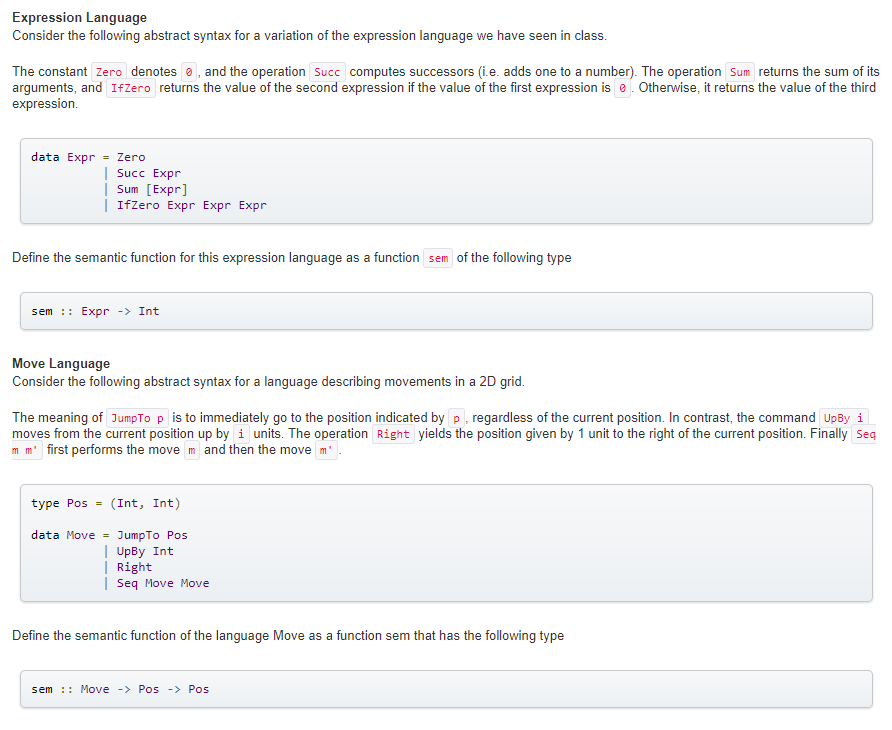 Expression Language
Consider the following abstract syntax for a variation of the expression language we have seen in class.
The constant Zero denotes 0 , and the operation Succ computes successors (i.e. adds one to a number). The operation Sum returns the sum of its
arguments, and IfZero returns the value of the second expression if the value of the first expression is 0 . Otherwise, it returns the value of the third
expression.
data Expr = Zero
| Succ Expr
| Sum [Expr]
| IfZero Expr Expr Expr
Define the semantic function for this expression language as a function sem of the following type
sem :: Expr -> Int
Move Language
Consider the following abstract syntax for a language describing movements in a 2D grid.
The meaning of JumpTo p is to immediately go to the position indicated by p , regardless of the current position. In contrast, the command UpBy i
moves from the current position up by i units. The operation Right yields the position given by 1 unit to the right of the current position. Finally Seq
m m' first performs the move m and then the move m' .
type Pos = (Int, Int)
data Move = JumpTo Pos
| UpBy Int
| Right
| Seq Move Move
Define the semantic function of the language Move as a function sem that has the following type
sem :: Move -> Pos -> Pos